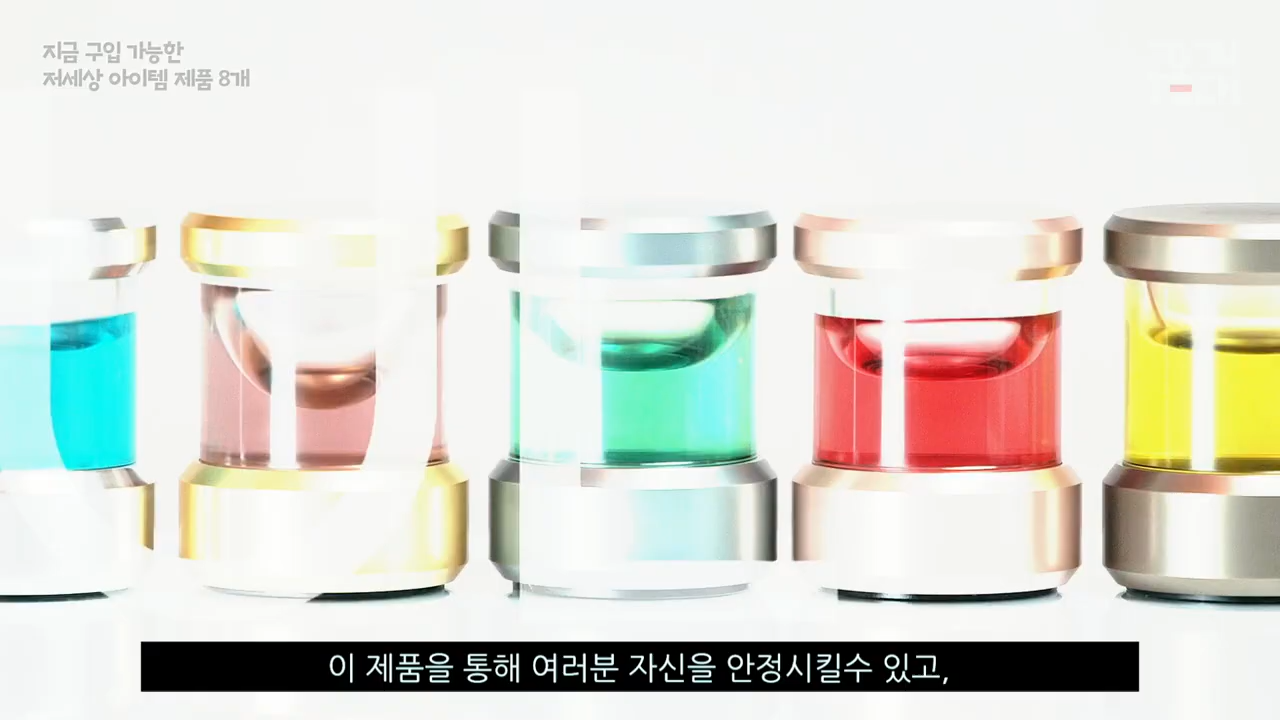 지금 구입 가능한
저세상 아이템 제품 8개
이 제품을 통해 여러분 자신을 안정시킬수 있고,